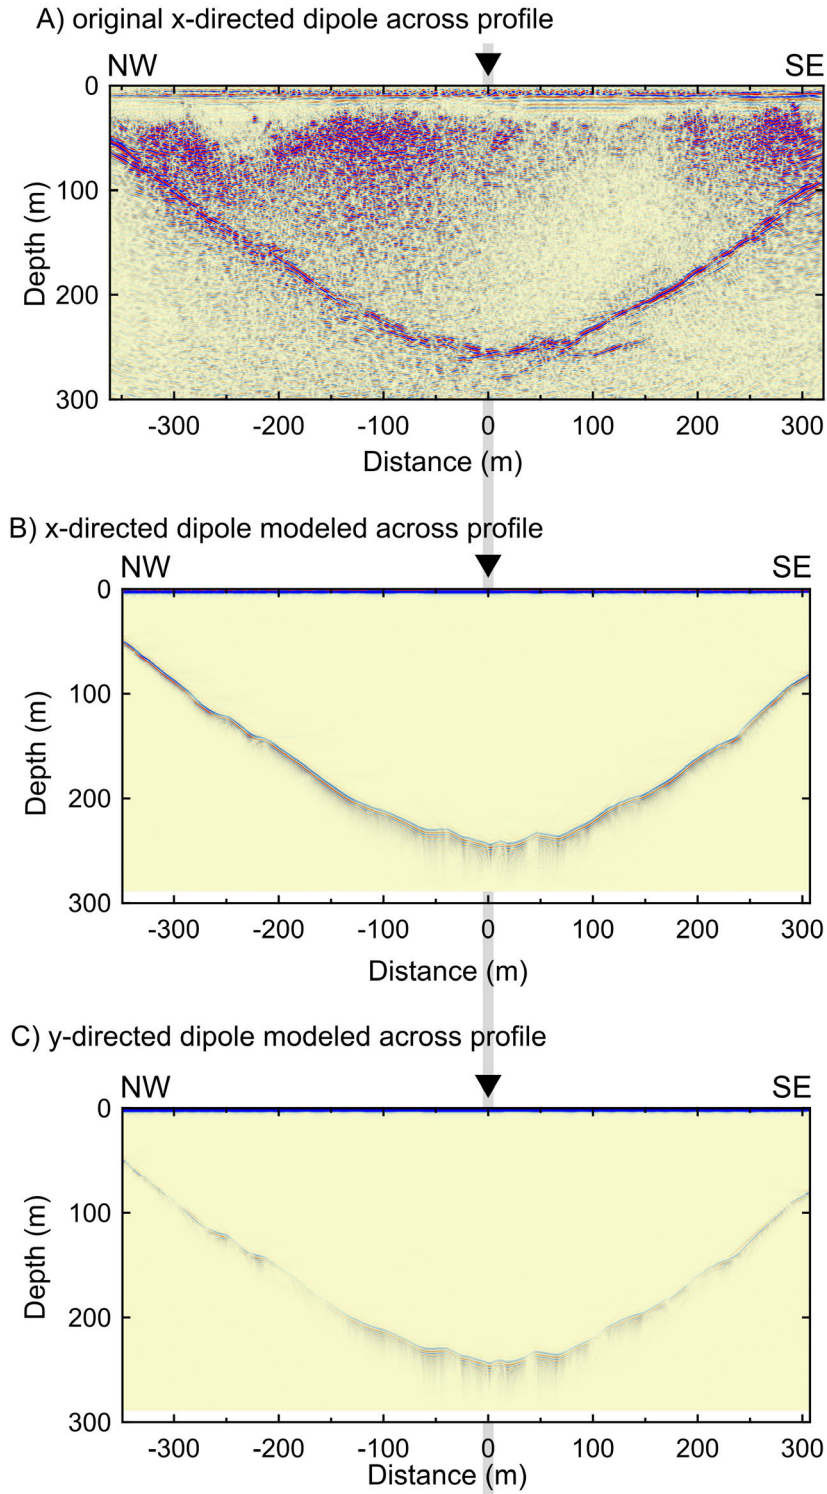 A) original x-directed dipole across profile
NW SE
0
100
200
300
Depth (m)
-300 -200 -100 0 100 200 300
Distance (m)
B) x-directed dipole modeled across profile
NW SE
0
100
200
300
Depth (m)
-300 -200 -100 0 100 200 300
Distance (m)
C) y-directed dipole modeled across profile
NW SE
0
100
200
300
Depth (m)
-300 -200 -100 0 100 200 300
Distance (m)